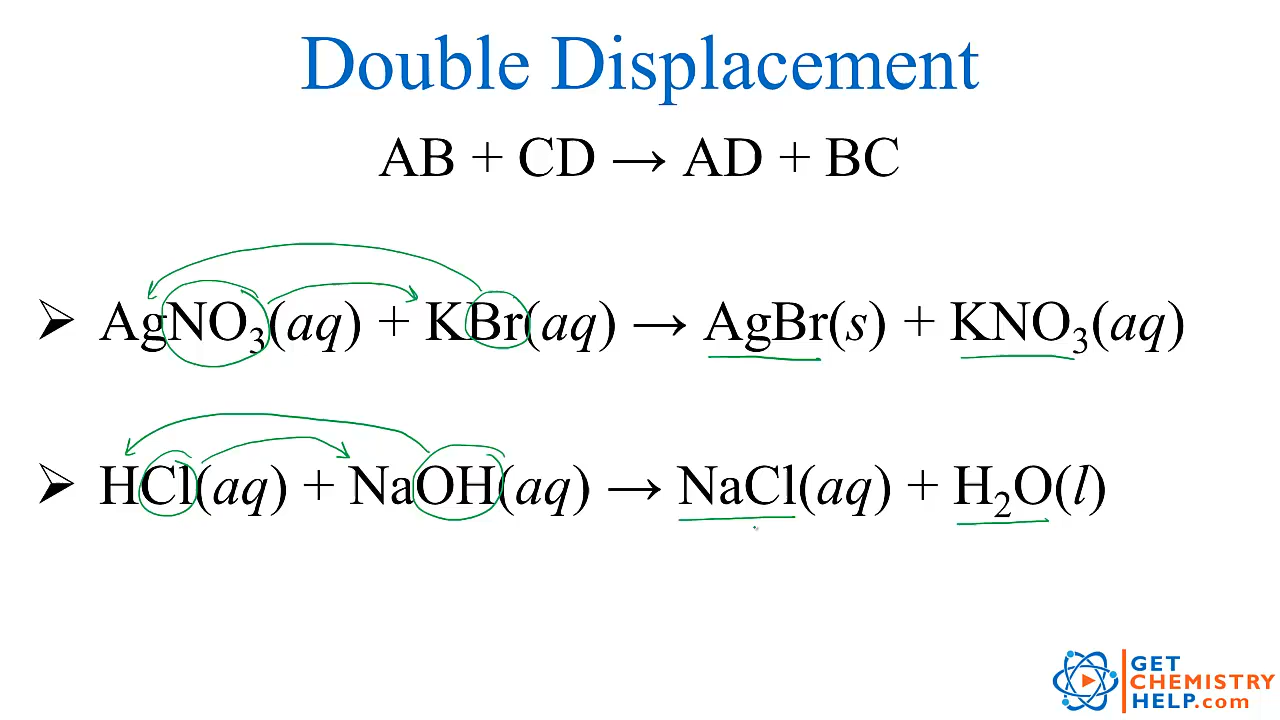 Double Displacement
AB + CD → AD + BC
➢ AgNO₃(aq) + KBr(aq) → AgBr(s) + KNO₃(aq)
➢ HCl(aq) + NaOH(aq) → NaCl(aq) + H₂O(l)
GET
CHEMISTRY
HELP.com